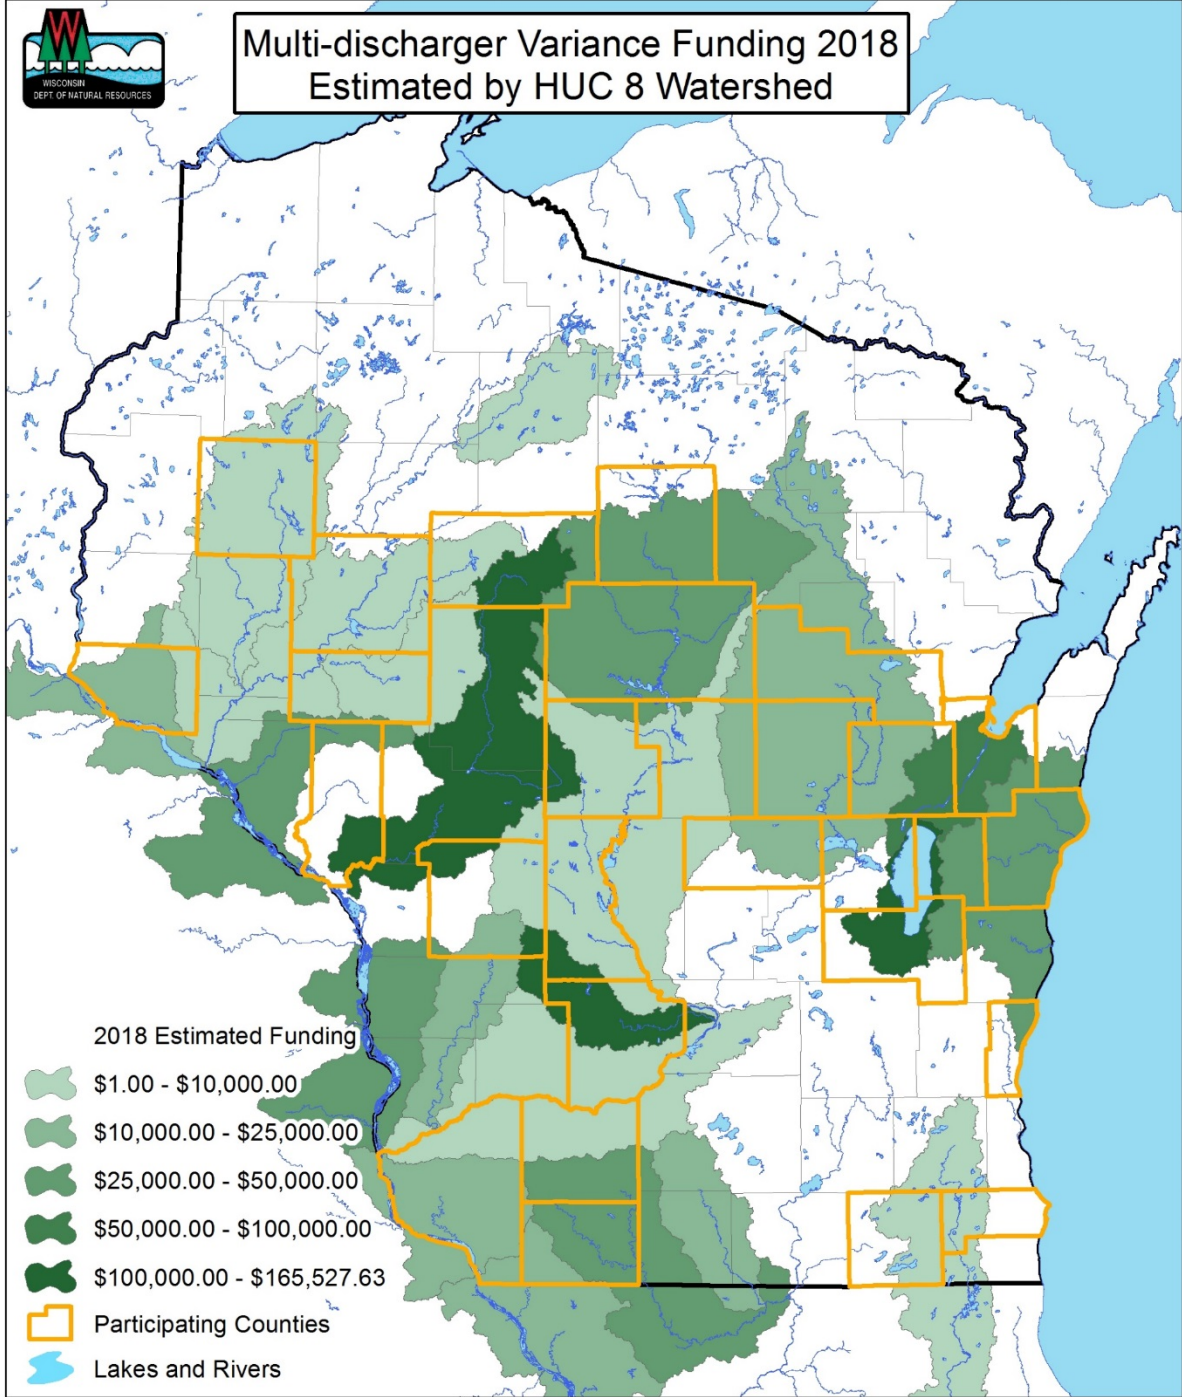 WISCONSIN
DEPT. OF NATURAL RESOURCES
Multi-discharger Variance Funding 2018
Estimated by HUC 8 Watershed
2018 Estimated Funding
$1.00 - $10,000.00
$10,000.00 - $25,000.00
$25,000.00 - $50,000.00
$50,000.00 - $100,000.00
$100,000.00 - $165,527.63
Participating Counties
Lakes and Rivers